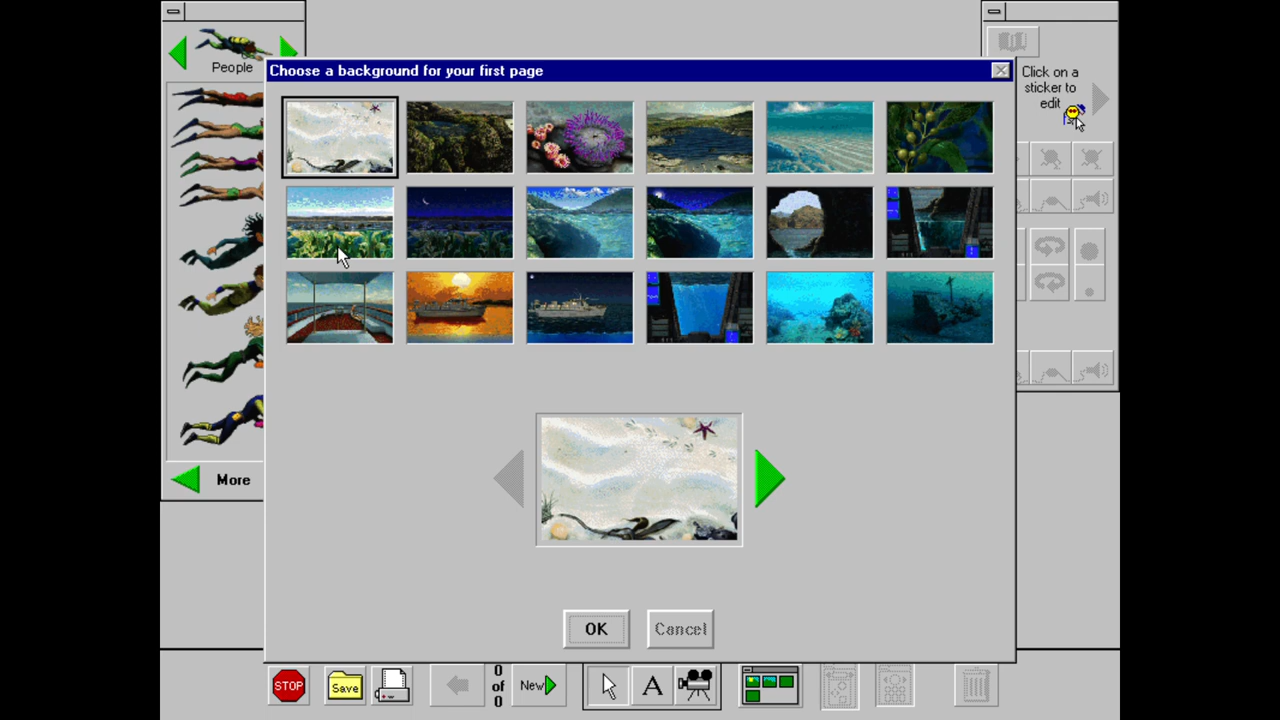 Choose a background for your first page
People
Click on a
sticker to
edit
More
OK
Cancel
STOP
Save
0
of
0
New
A